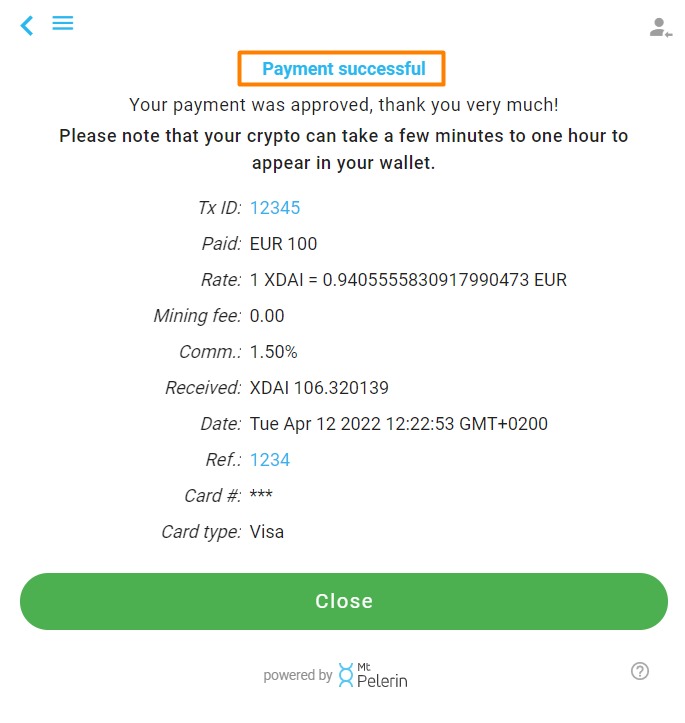 Payment successful
Your payment was approved, thank you very much!
Please note that your crypto can take a few minutes to one hour to
appear in your wallet.
Tx ID: 12345
Paid: EUR 100
Rate: 1 XDAI = 0.9405555830917990473 EUR
Mining fee: 0.00
Comm.: 1.50%
Received: XDAI 106.320139
Date: Tue Apr 12 2022 12:22:53 GMT+0200
Ref.: 1234
Card #: ***
Card type: Visa
Close
powered by Mt Pelerin
?